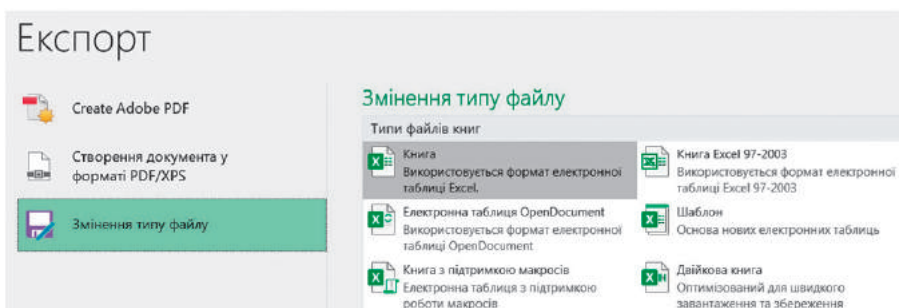 Експорт
Create Adobe PDF
Створення документа у
форматі PDF/XPS
Змінення типу файлу
Змінення типу файлу
Типи файлів книг
Книга
Використовується формат електронної
таблиці Excel.
Книга Excel 97-2003
Використовується формат електронної
таблиці Excel 97-2003
Електронна таблиця OpenDocument
Використовується формат електронної
таблиці OpenDocument
Шаблон
Основа нових електронних таблиць
Книга з підтримкою макросів
Електронна таблиця з підтримкою
роботи макросів
Двійкова книга
Оптимізований для швидкого
завантаження та збереження